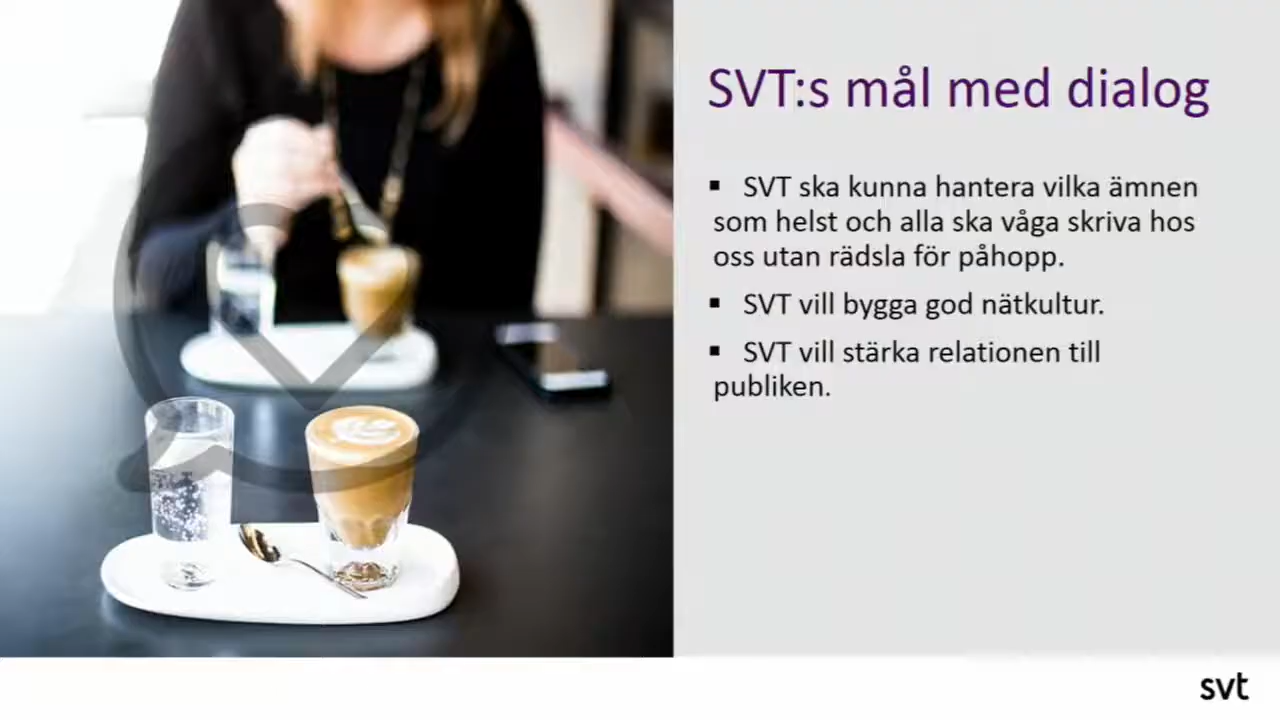 SVT:s mål med dialog
▪ SVT ska kunna hantera vilka ämnen
som helst och alla ska våga skriva hos
oss utan rädsla för påhopp.
▪ SVT vill bygga god nätkultur.
▪ SVT vill stärka relationen till
publiken.
svt